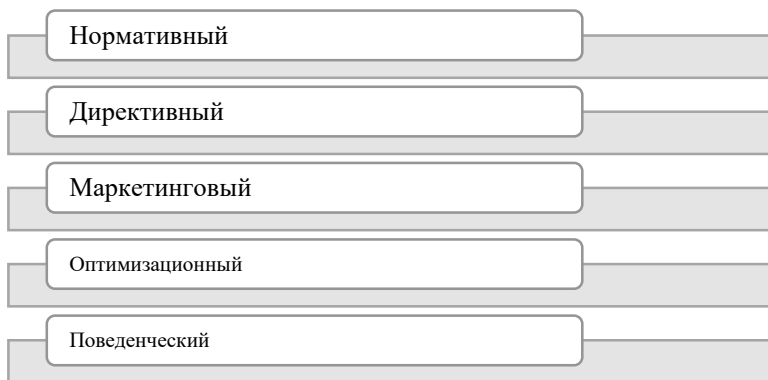 Нормативный
Директивный
Маркетинговый
Оптимизационный
Поведенческий